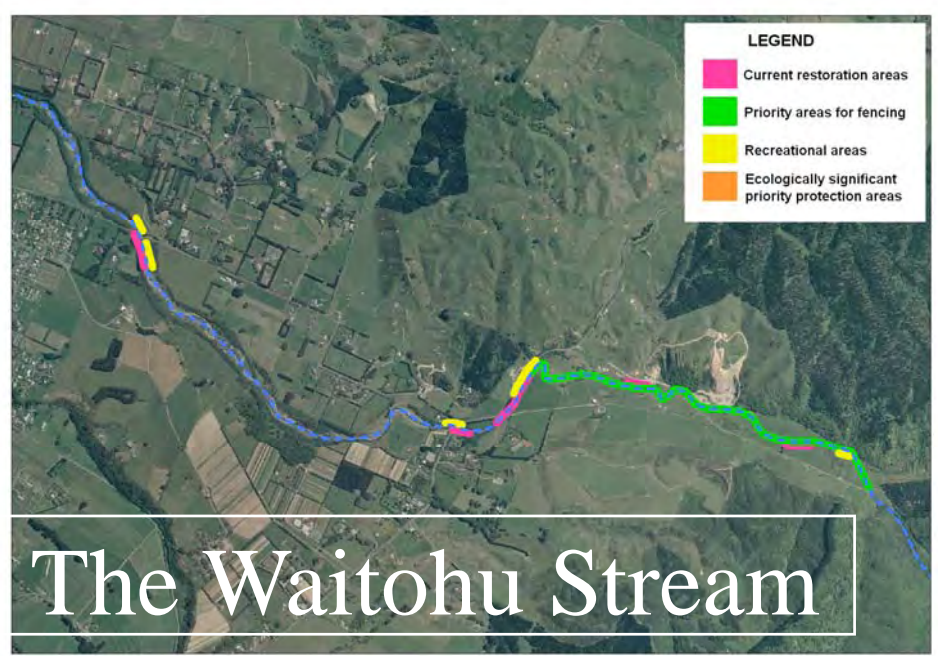 LEGEND
Current restoration areas
Priority areas for fencing
Recreational areas
Ecologically significant
priority protection areas
The Waitohu Stream